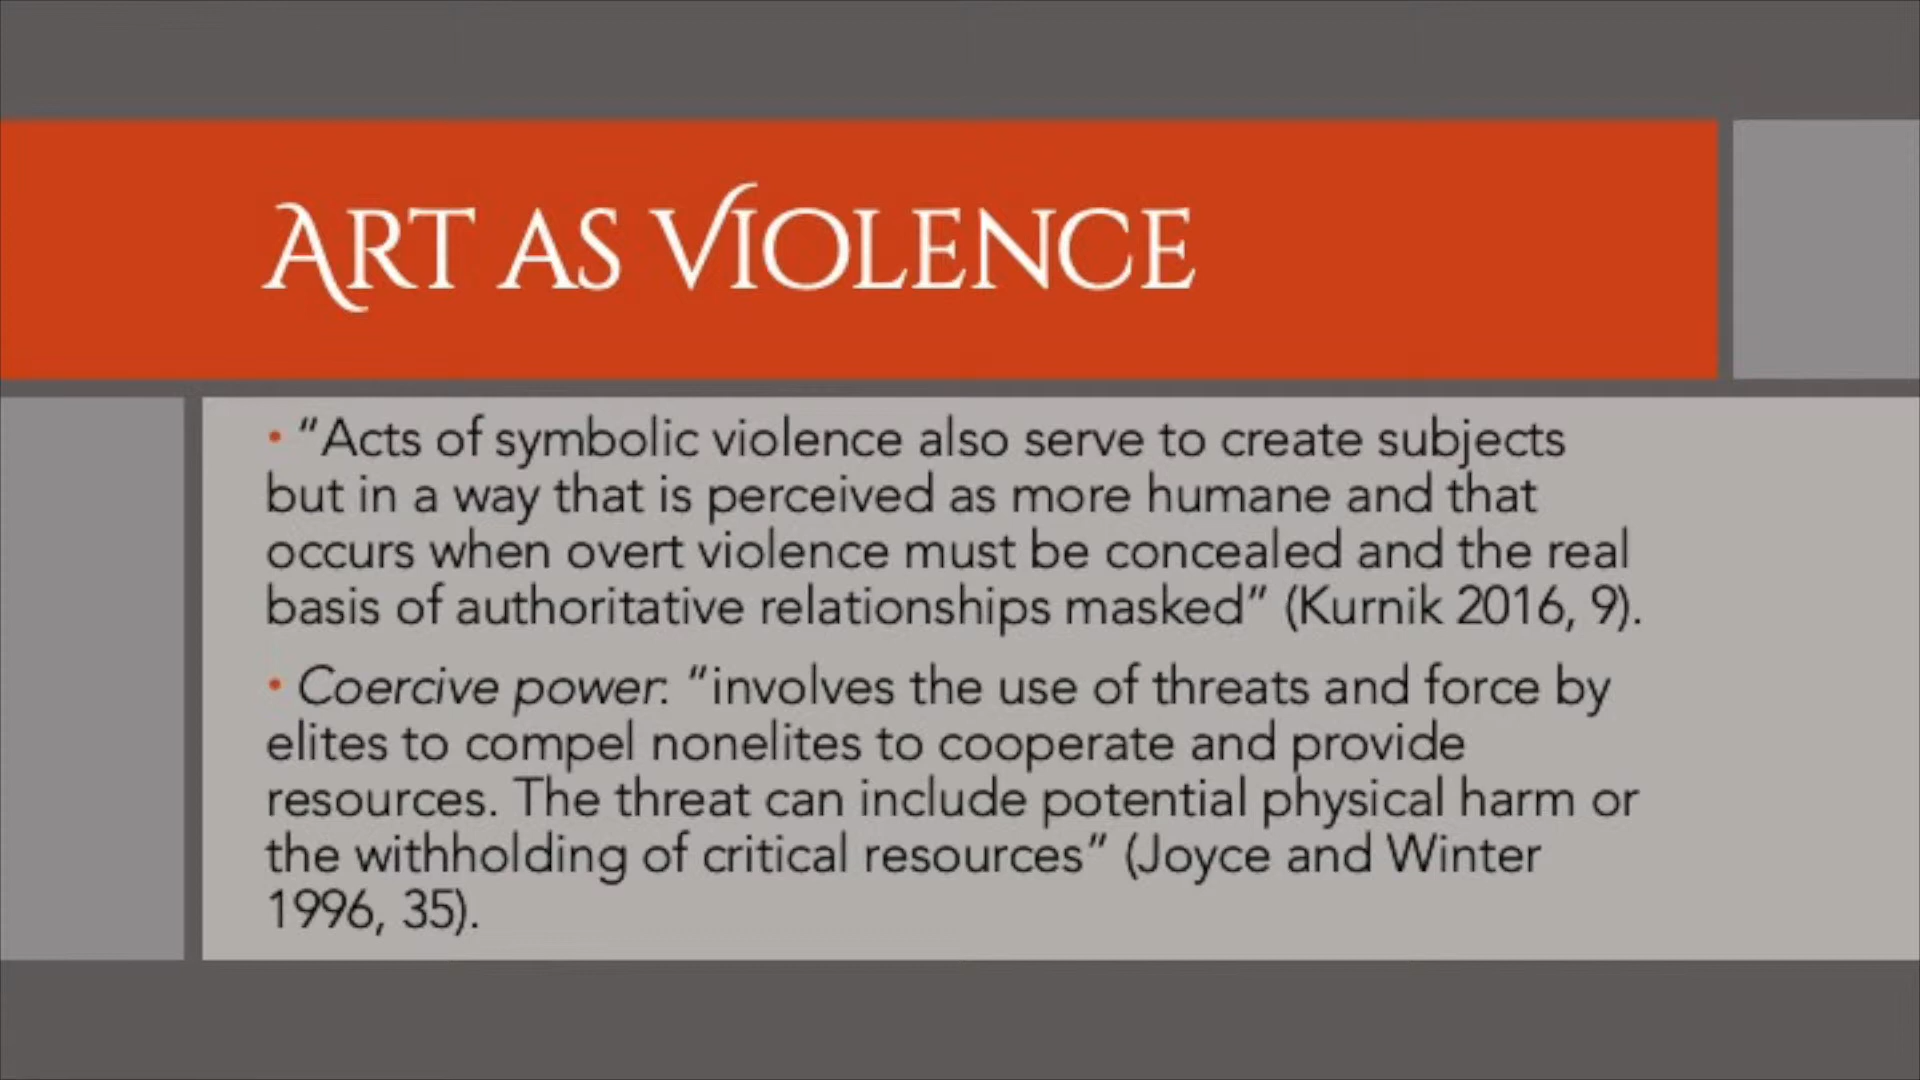 ART AS VIOLENCE
• "Acts of symbolic violence also serve to create subjects
but in a way that is perceived as more humane and that
occurs when overt violence must be concealed and the real
basis of authoritative relationships masked" (Kurnik 2016, 9).
• Coercive power: "involves the use of threats and force by
elites to compel nonelites to cooperate and provide
resources. The threat can include potential physical harm or
the withholding of critical resources" (Joyce and Winter
1996, 35).